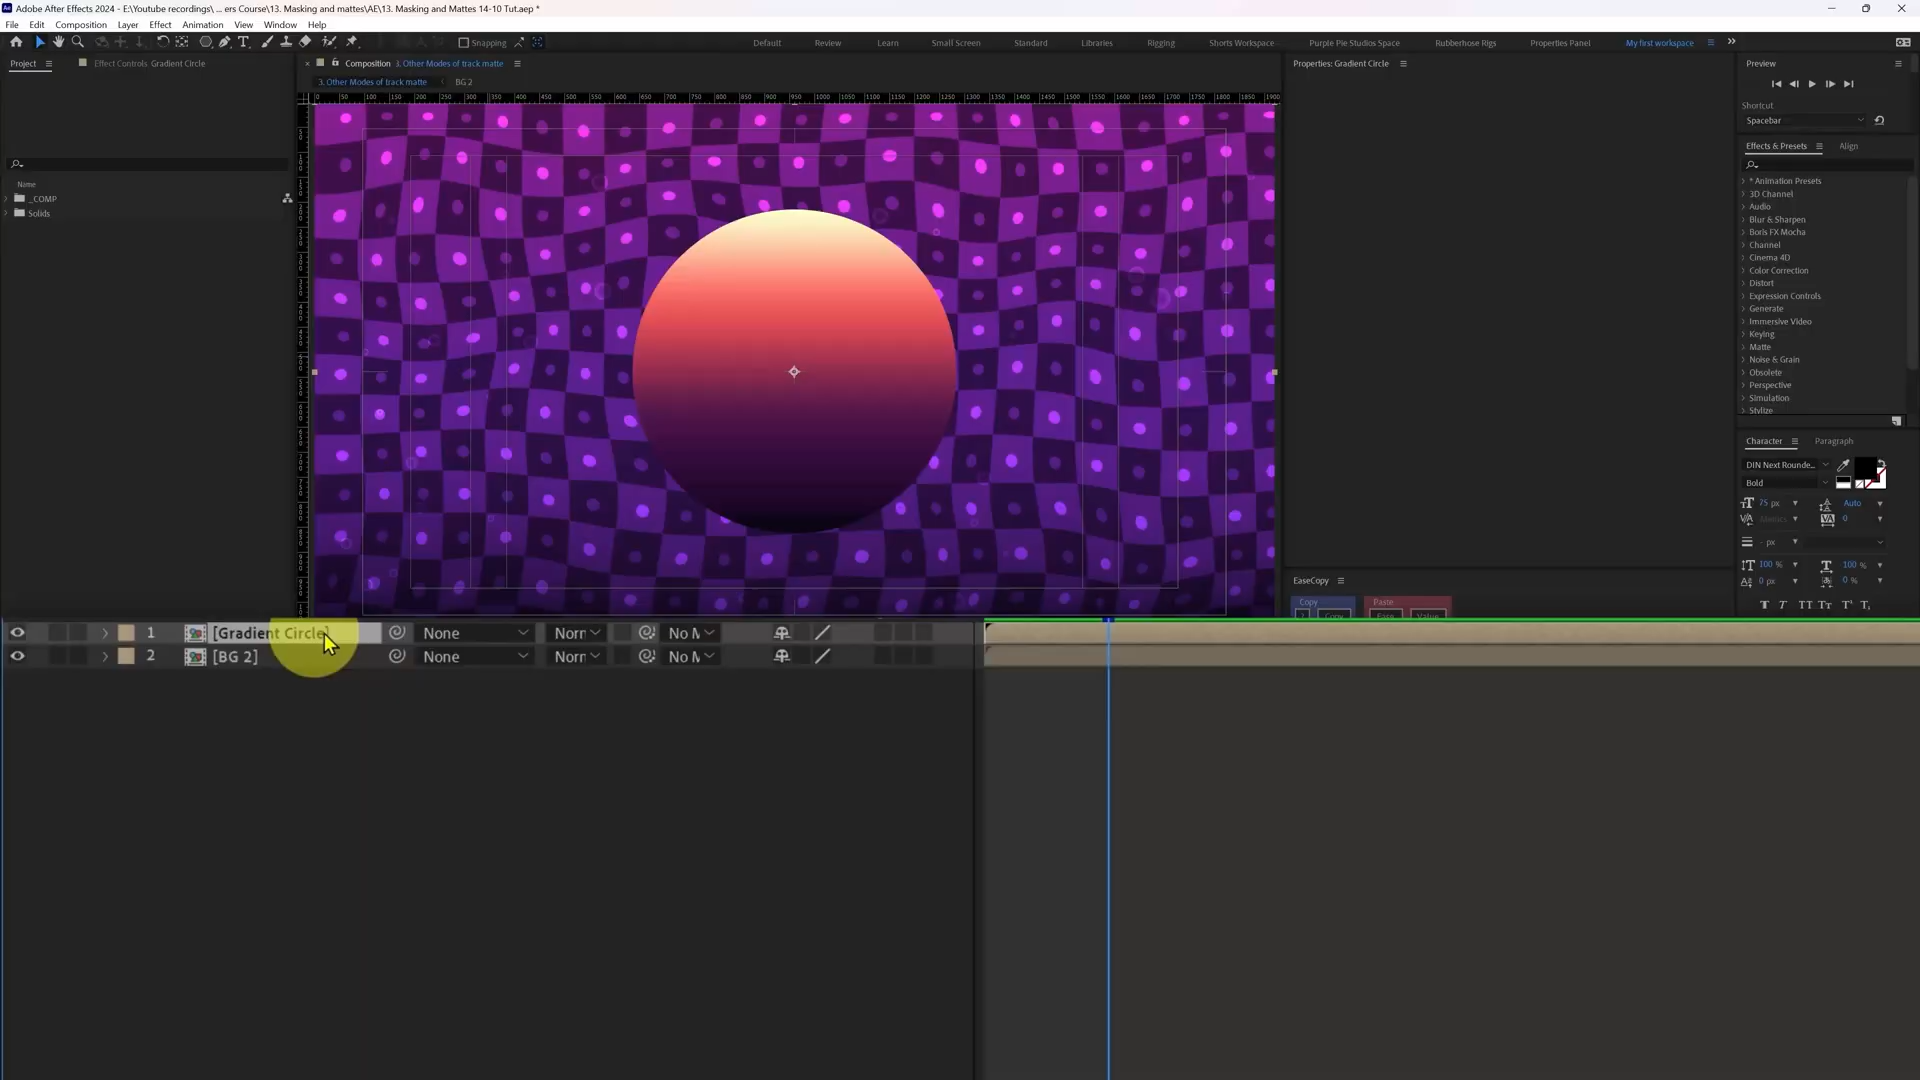 Adobe After Effects 2024 - E:\Youtube recordings\ ... ers Course\13. Masking and mattes\AE\13. Masking and Mattes 14-10 Tut.aep *
File Edit Composition Layer Effect Animation View Window Help
Snapping Default Review Learn Small Screen Standard Libraries Rigging Shorts Workspace Purple Pie Studios Space Rubberhose Rigs Properties Panel My first workspace
Project Effect Controls Gradient Circle Composition 3. Other Modes of track matte Properties: Gradient Circle Preview
3. Other Modes of track matte BG 2
Shortcut
Spacebar
Effects & Presets Align
Name
_COMP
Solids
* Animation Presets
3D Channel
Audio
Blur & Sharpen
Boris FX Mocha
Channel
Cinema 4D
Color Correction
Distort
Expression Controls
Generate
Immersive Video
Keying
Matte
Noise & Grain
Obsolete
Perspective
Simulation
Stylize
Character Paragraph
DIN Next Rounde...
Bold
75 px Auto
Metrics 0
- px
100 % 100 %
0 px 0 %
EaseCopy
Copy Paste
Copy Ease Value
1 [Gradient Circle] None Norr No M
2 [BG 2] None Norr No M